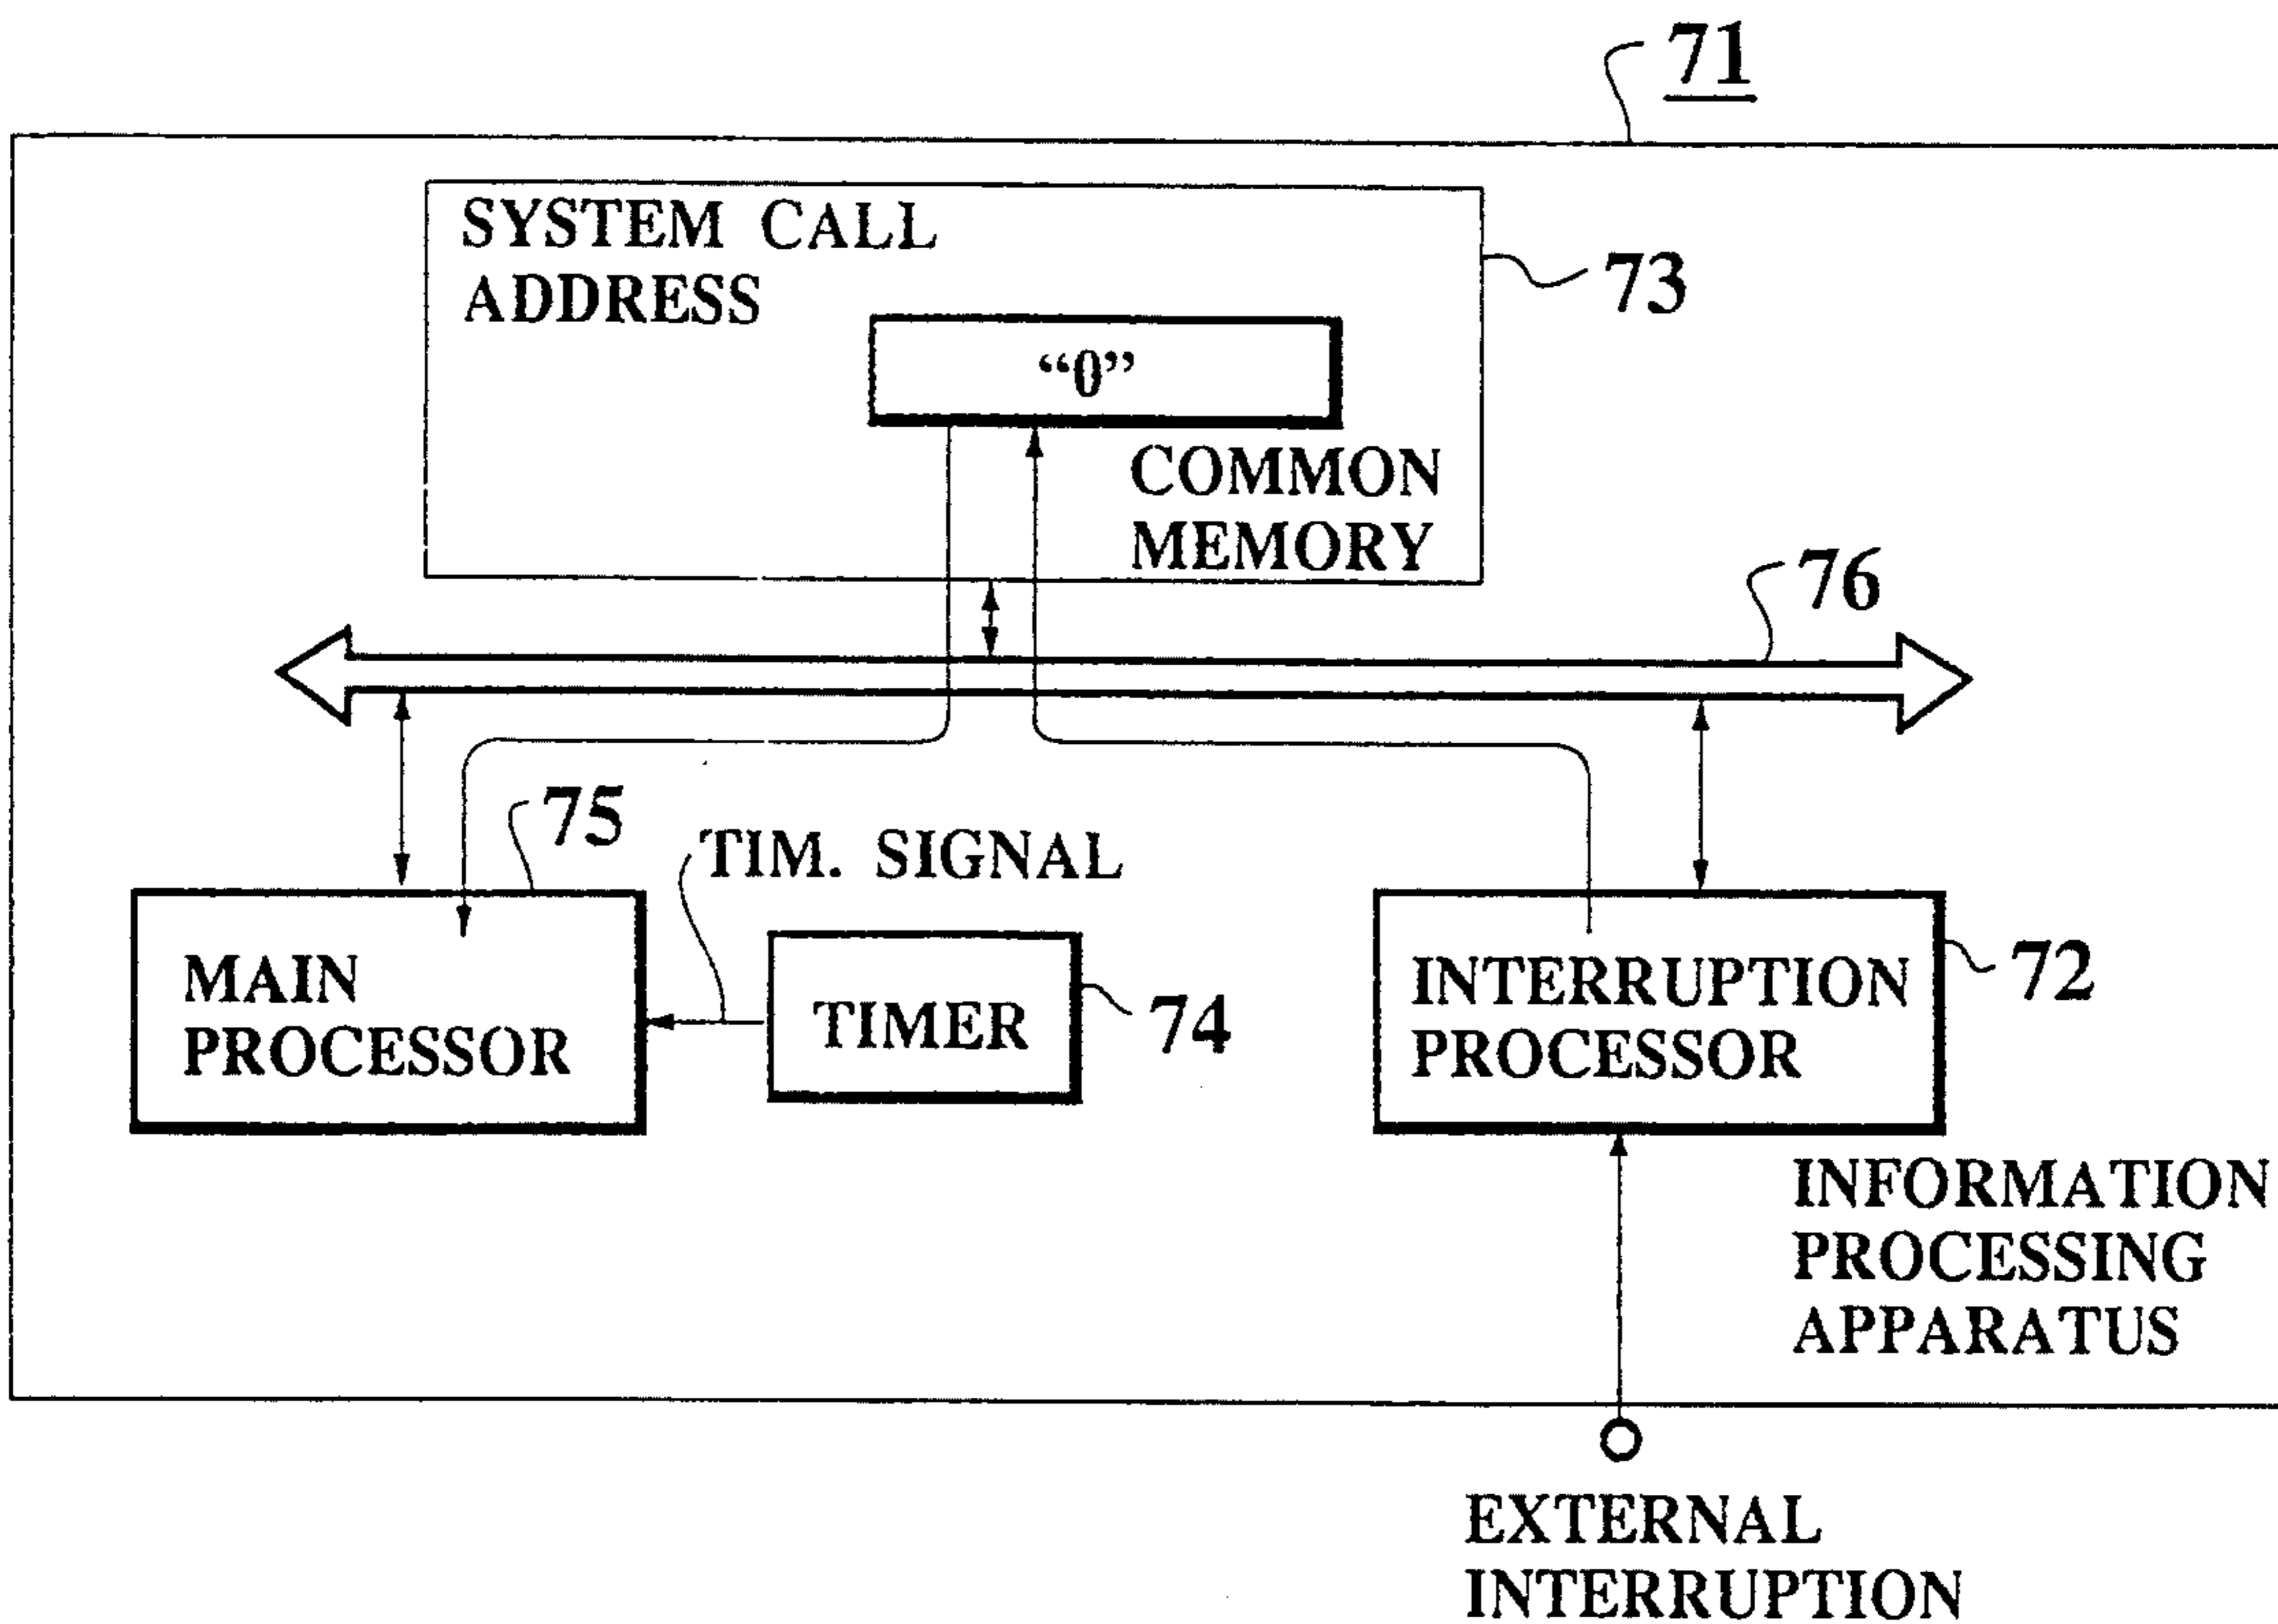 71
SYSTEM CALL
ADDRESS
73
“0”
COMMON
MEMORY
76
75
TIM. SIGNAL
MAIN
PROCESSOR
TIMER
74
INTERRUPTION
PROCESSOR
72
INFORMATION
PROCESSING
APPARATUS
EXTERNAL
INTERRUPTION